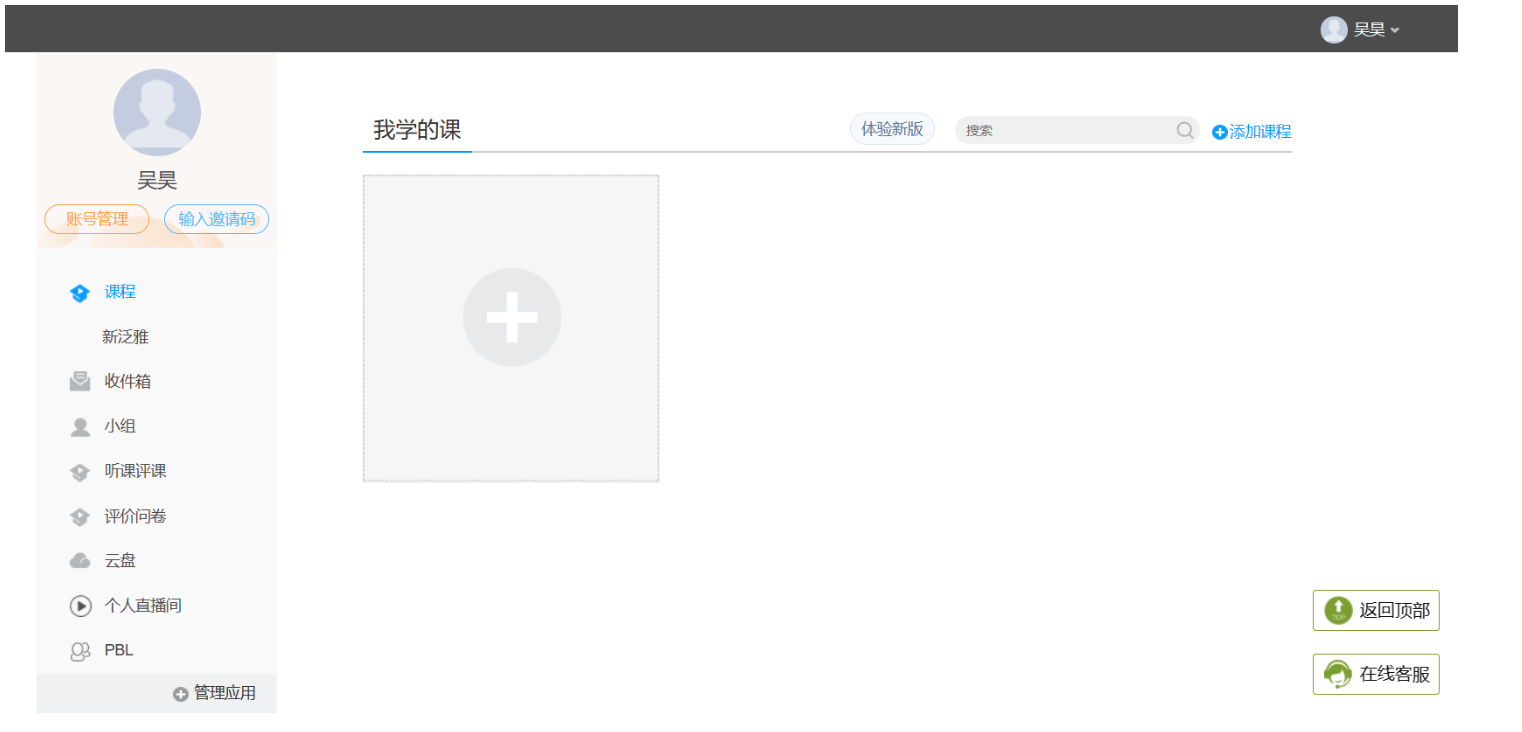 吴昊
吴昊
账号管理 输入邀请码
课程
新泛雅
收件箱
小组
听课评课
评价问卷
云盘
个人直播间
PBL
管理应用
我学的课 体验新版 搜索 添加课程
TOP 返回顶部
在线客服